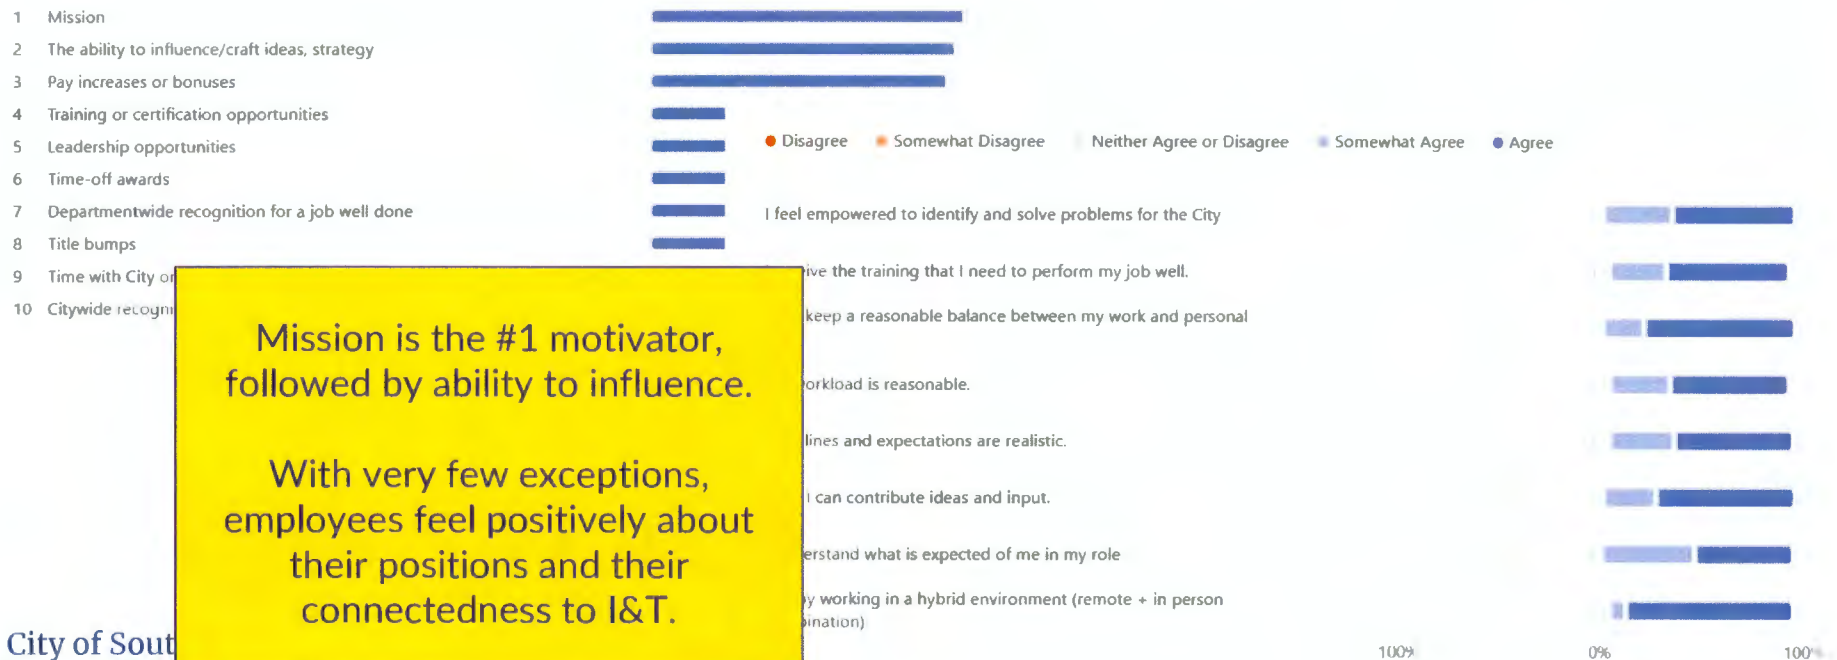 1 Mission
2 The ability to influence/craft ideas, strategy
3 Pay increases or bonuses
4 Training or certification opportunities
5 Leadership opportunities
6 Time-off awards
7 Departmentwide recognition for a job well done
8 Title bumps
9 Time with City or
10 Citywide recogni
Disagree Somewhat Disagree Neither Agree or Disagree Somewhat Agree Agree
I feel empowered to identify and solve problems for the City
ive the training that I need to perform my job well.
keep a reasonable balance between my work and personal
orkload is reasonable.
lines and expectations are realistic.
I can contribute ideas and input.
erstand what is expected of me in my role
y working in a hybrid environment (remote + in person
bination)
100% 0% 100%
Mission is the #1 motivator,
followed by ability to influence.
With very few exceptions,
employees feel positively about
their positions and their
connectedness to I&T.
City of Sout